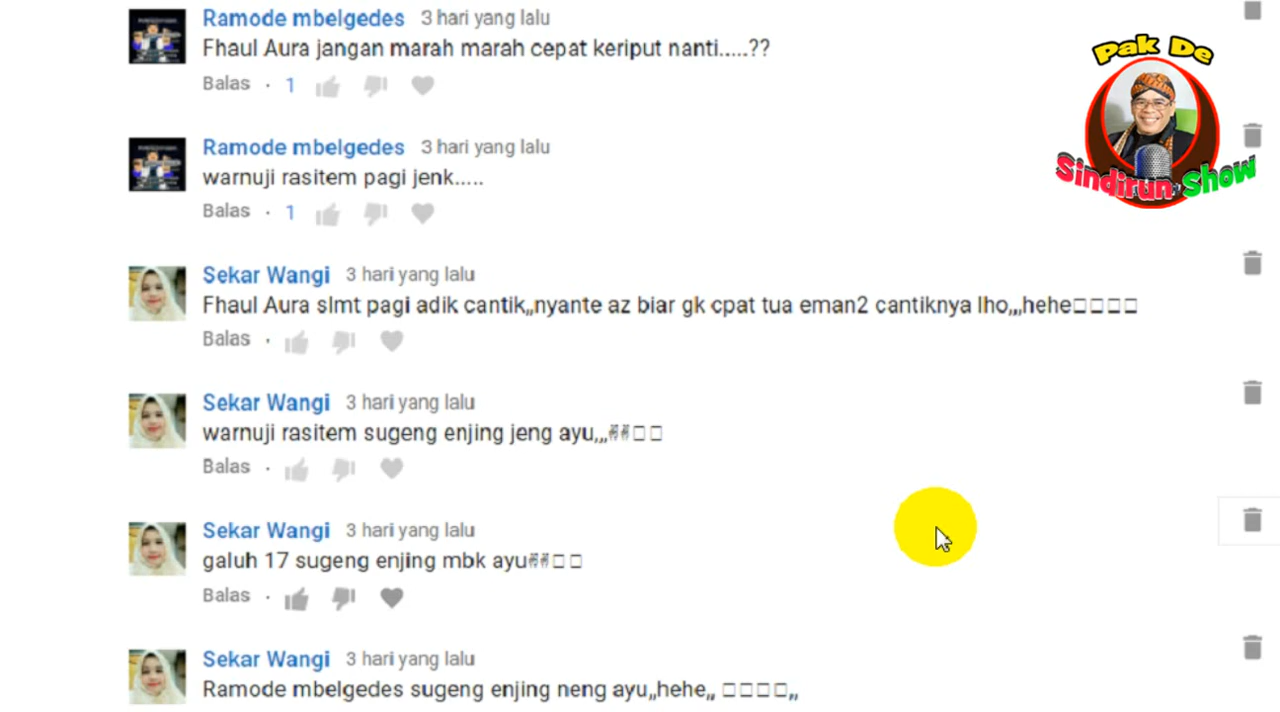 Ramode mbelgedes 3 hari yang lalu
Fhaul Aura jangan marah marah cepat keriput nanti.....??
Balas · 1
Ramode mbelgedes 3 hari yang lalu
warnuji rasitem pagi jenk.....
Balas · 1
Sekar Wangi 3 hari yang lalu
Fhaul Aura slmt pagi adik cantik,,nyante az biar gk cpat tua eman2 cantiknya lho,,,hehe□□□□
Balas ·
Sekar Wangi 3 hari yang lalu
warnuji rasitem sugeng enjing jeng ayu,,,✌✌□□
Balas ·
Sekar Wangi 3 hari yang lalu
galuh 17 sugeng enjing mbk ayu✌✌□□
Balas ·
Sekar Wangi 3 hari yang lalu
Ramode mbelgedes sugeng enjing neng ayu,,hehe,, □□□□,,
Pak De
Sindirun Show